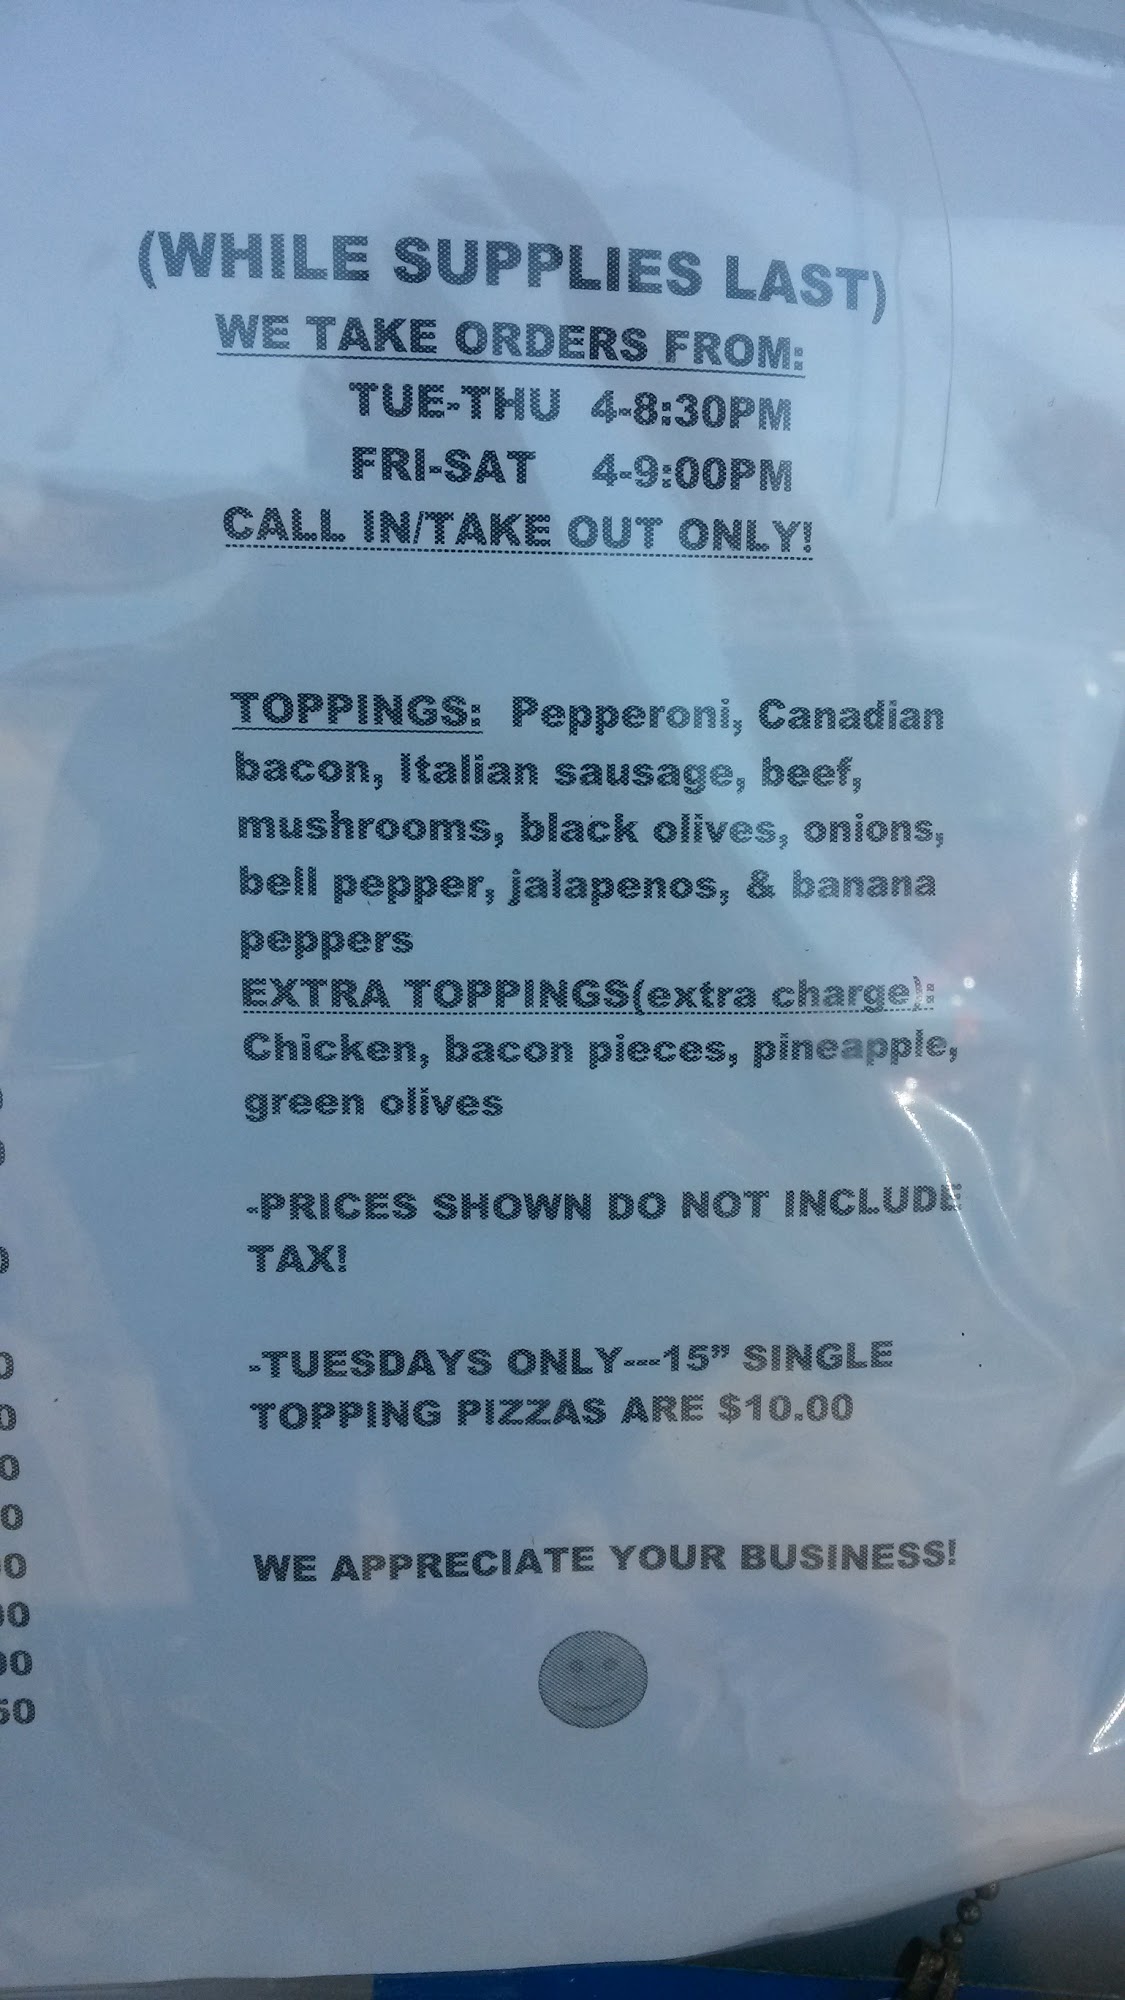 (WHILE SUPPLIES LAST)
WE TAKE ORDERS FROM:
TUE-THU 4-8:30PM
FRI-SAT 4-9:00PM
CALL IN/TAKE OUT ONLY!
TOPPINGS: Pepperoni, Canadian
bacon, Italian sausage, beef,
mushrooms, black olives, onions,
bell pepper, jalapenos, & banana
peppers
EXTRA TOPPINGS(extra charge):
Chicken, bacon pieces, pineapple,
green olives
-PRICES SHOWN DO NOT INCLUDE
TAX!
-TUESDAYS ONLY---15” SINGLE
TOPPING PIZZAS ARE $10.00
WE APPRECIATE YOUR BUSINESS!